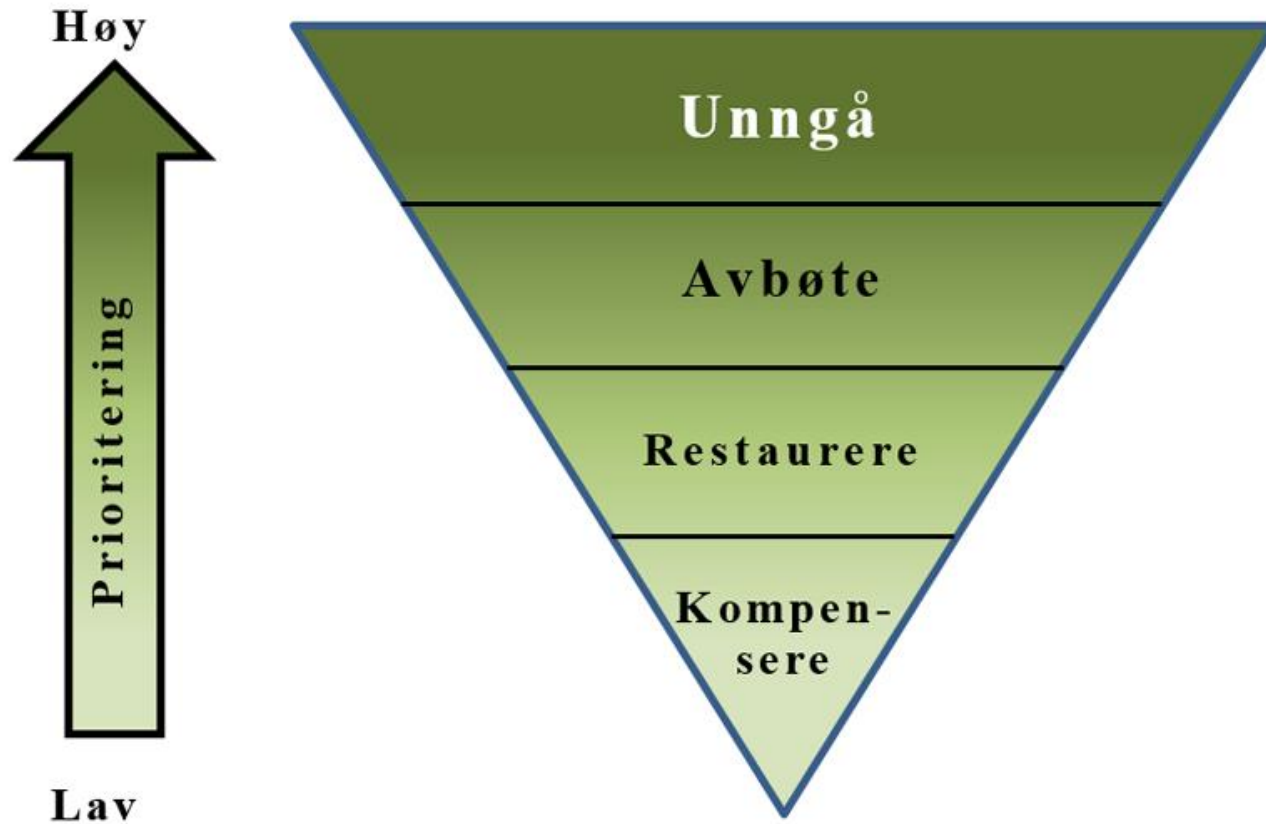 Høy
Unngå
Avbøte
Prioritering
Restaurere
Kompen-
sere
Lav